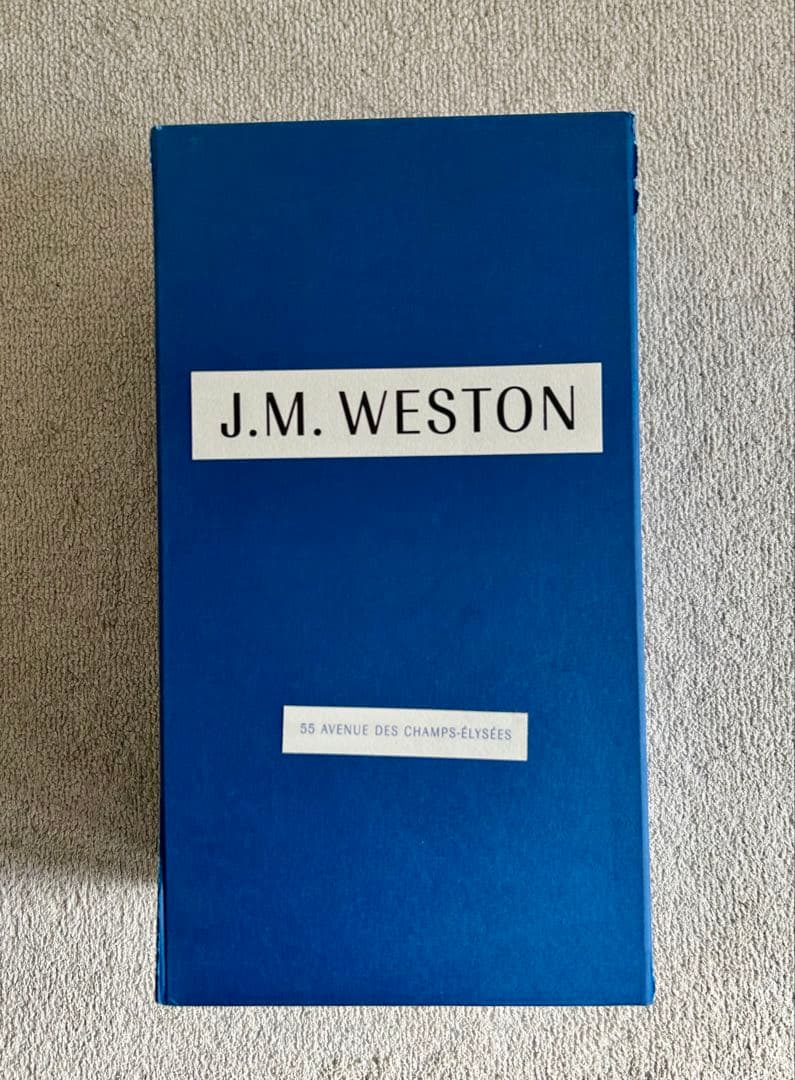 J.M. WESTON
55 AVENUE DES CHAMPS-ÉLYSÉES